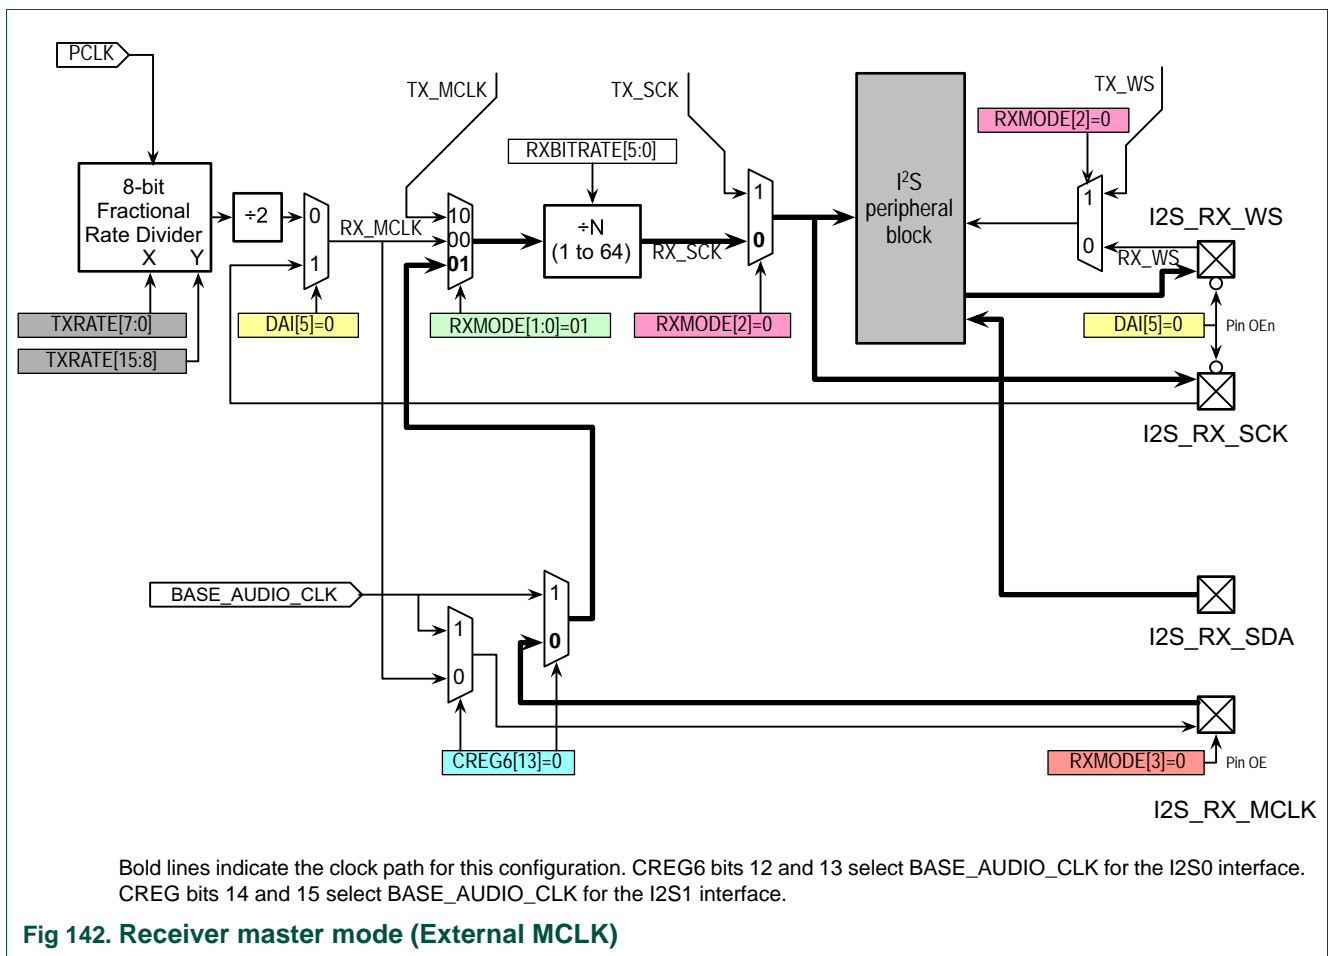 PCLK
TX_MCLK
TX_SCK
TX_WS
RXMODE[2]=0
RXBITRATE[5:0]
8-bit
Fractional
Rate Divider
X Y
÷2
0
1
RX_MCLK
10
00
01
÷N
(1 to 64)
RX_SCK
1
0
I2S
peripheral
block
1
0
RX_WS
I2S_RX_WS
TXRATE[7:0]
TXRATE[15:8]
DAI[5]=0
RXMODE[1:0]=01
RXMODE[2]=0
DAI[5]=0
Pin OEn
I2S_RX_SCK
BASE_AUDIO_CLK
1
0
1
0
I2S_RX_SDA
CREG6[13]=0
RXMODE[3]=0
Pin OE
I2S_RX_MCLK
Bold lines indicate the clock path for this configuration. CREG6 bits 12 and 13 select BASE_AUDIO_CLK for the I2S0 interface.
CREG bits 14 and 15 select BASE_AUDIO_CLK for the I2S1 interface.
Fig 142. Receiver master mode (External MCLK)